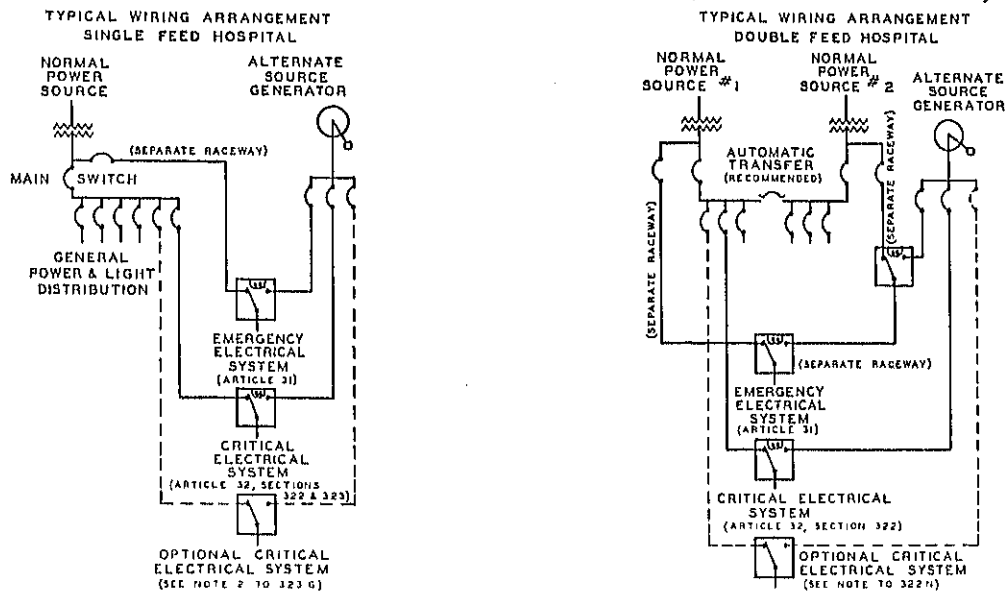 TYPICAL WIRING ARRANGEMENT
SINGLE FEED HOSPITAL
NORMAL
POWER
SOURCE
ALTERNATE
SOURCE
GENERATOR
(SEPARATE RACEWAY)
MAIN SWITCH
GENERAL
POWER & LIGHT
DISTRIBUTION
EMERGENCY
ELECTRICAL
SYSTEM
(ARTICLE 31)
CRITICAL
ELECTRICAL
SYSTEM
(ARTICLE 32, SECTIONS
322 & 323)
OPTIONAL CRITICAL
ELECTRICAL SYSTEM
(SEE NOTE 2 TO 323G)
TYPICAL WIRING ARRANGEMENT
DOUBLE FEED HOSPITAL
NORMAL
POWER
SOURCE #1
NORMAL
POWER
SOURCE #2
ALTERNATE
SOURCE
GENERATOR
AUTOMATIC
TRANSFER
(RECOMMENDED)
(SEPARATE RACEWAY)
(SEPARATE RACEWAY)
(SEPARATE RACEWAY)
EMERGENCY
ELECTRICAL
SYSTEM
(ARTICLE 31)
CRITICAL ELECTRICAL
SYSTEM
(ARTICLE 32, SECTION 322)
OPTIONAL CRITICAL
ELECTRICAL SYSTEM
(SEE NOTE TO 322N)